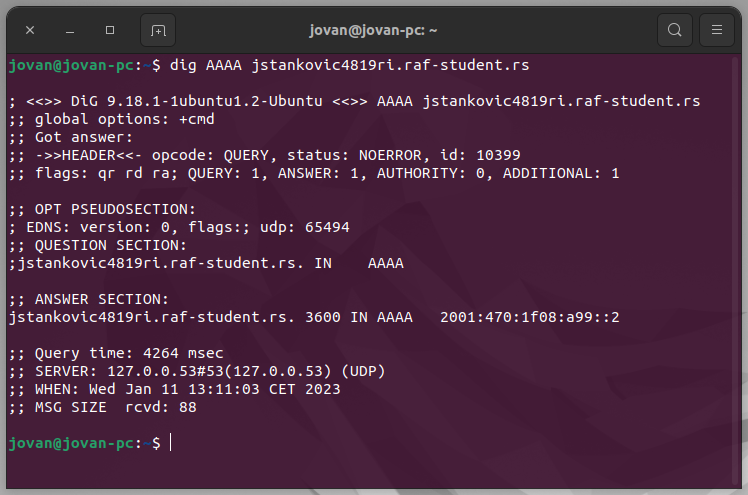 jovan@jovan-pc: ~
jovan@jovan-pc:~$ dig AAAA jstankovic4819ri.raf-student.rs
; <<>> DiG 9.18.1-1ubuntu1.2-Ubuntu <<>> AAAA jstankovic4819ri.raf-student.rs
;; global options: +cmd
;; Got answer:
;; ->>HEADER<<- opcode: QUERY, status: NOERROR, id: 10399
;; flags: qr rd ra; QUERY: 1, ANSWER: 1, AUTHORITY: 0, ADDITIONAL: 1
;; OPT PSEUDOSECTION:
; EDNS: version: 0, flags:; udp: 65494
;; QUESTION SECTION:
;jstankovic4819ri.raf-student.rs. IN    AAAA
;; ANSWER SECTION:
jstankovic4819ri.raf-student.rs. 3600 IN AAAA   2001:470:1f08:a99::2
;; Query time: 4264 msec
;; SERVER: 127.0.0.53#53(127.0.0.53) (UDP)
;; WHEN: Wed Jan 11 13:11:03 CET 2023
;; MSG SIZE  rcvd: 88
jovan@jovan-pc:~$